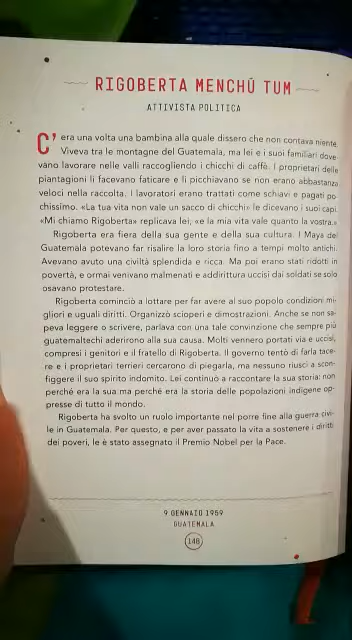 RIGOBERTA MENCHÚ TUM
ATTIVISTA POLITICA
C'era una volta una bambina alla quale dissero che non contava niente.
Viveva tra le montagne del Guatemala, ma lei e i suoi familiari dove-
vano lavorare nelle valli raccogliendo i chicchi di caffè. I proprietari delle
piantagioni li facevano faticare e li picchiavano se non erano abbastanza
veloci nella raccolta. I lavoratori erano trattati come schiavi e pagati po-
chissimo. «La tua vita non vale un sacco di chicchi» le dicevano i suoi capi.
«Mi chiamo Rigoberta» replicava lei, «e la mia vita vale quanto la vostra.»
Rigoberta era fiera della sua gente e della sua cultura. I Maya del
Guatemala potevano far risalire la loro storia fino a tempi molto antichi.
Avevano avuto una civiltà splendida e ricca. Ma poi erano stati ridotti in
povertà, e ormai venivano malmenati e addirittura uccisi dai soldati se solo
osavano protestare.
Rigoberta cominciò a lottare per far avere al suo popolo condizioni mi-
gliori e uguali diritti. Organizzò scioperi e dimostrazioni. Anche se non sa-
peva leggere o scrivere, parlava con una tale convinzione che sempre più
guatemaltechi aderirono alla sua causa. Molti vennero portati via e uccisi,
compresi i genitori e il fratello di Rigoberta. Il governo tentò di farla tace-
re e i proprietari terrieri cercarono di piegarla, ma nessuno riuscì a scon-
figgere il suo spirito indomito. Lei continuò a raccontare la sua storia: non
perché era la sua ma perché era la storia delle popolazioni indigene op-
presse di tutto il mondo.
Rigoberta ha svolto un ruolo importante nel porre fine alla guerra civi-
le in Guatemala. Per questo, e per aver passato la vita a sostenere i diritti
dei poveri, le è stato assegnato il Premio Nobel per la Pace.
9 GENNAIO 1959
GUATEMALA
148